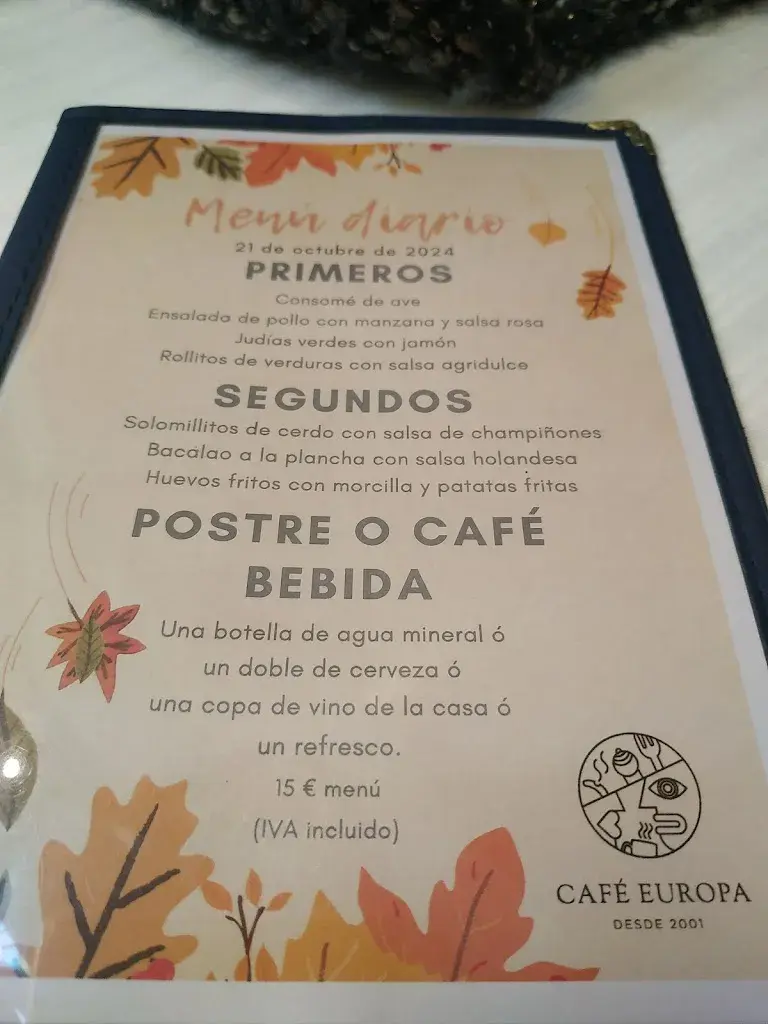 Menú diario
21 de octubre de 2024
PRIMEROS
Consomé de ave
Ensalada de pollo con manzana y salsa rosa
Judías verdes con jamón
Rollitos de verduras con salsa agridulce
SEGUNDOS
Solomillitos de cerdo con salsa de champiñones
Bacalao a la plancha con salsa holandesa
Huevos fritos con morcilla y patatas fritas
POSTRE O CAFÉ
BEBIDA
Una botella de agua mineral ó
un doble de cerveza ó
una copa de vino de la casa ó
un refresco.
15 € menú
(IVA incluido)
CAFÉ EUROPA
DESDE 2001